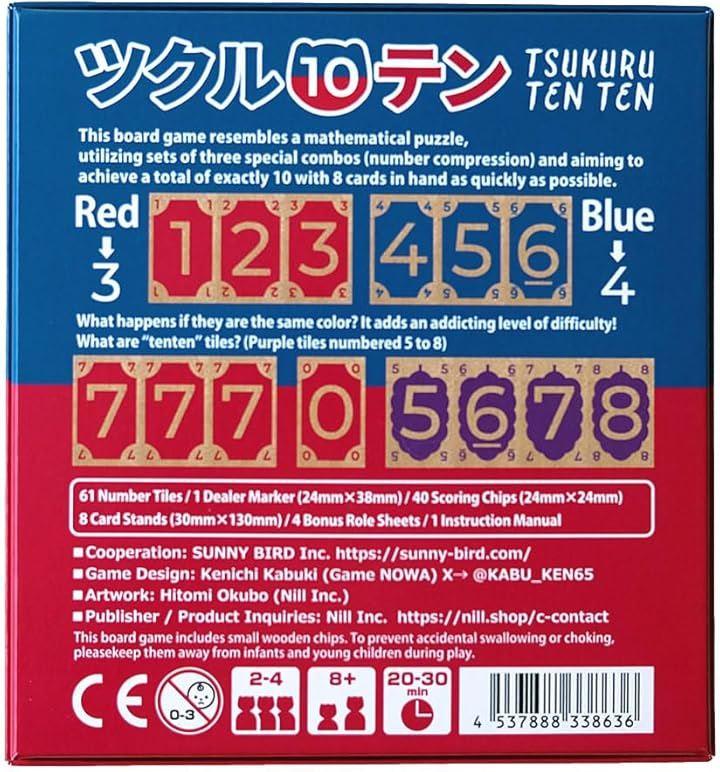 ツクル10テン TSUKURU
TEN TEN
This board game resembles a mathematical puzzle,
utilizing sets of three special combos (number compression) and aiming to
achieve a total of exactly 10 with 8 cards in hand as quickly as possible.
Red 1 2 3 4 5 6 Blue
3 4
What happens if they are the same color? It adds an addicting level of difficulty!
What are "tenten" tiles? (Purple tiles numbered 5 to 8)
7 7 7 0 5 6 7 8
61 Number Tiles / 1 Dealer Marker (24mm×38mm) / 40 Scoring Chips (24mm×24mm)
8 Card Stands (30mm×130mm) / 4 Bonus Role Sheets / 1 Instruction Manual
■Cooperation: SUNNY BIRD Inc. https://sunny-bird.com/
■Game Design: Kenichi Kabuki (Game NOWA) X→ @KABU_KEN65
■Artwork: Hitomi Okubo (Nill Inc.)
■Publisher / Product Inquiries: Nill Inc. https://nill.shop/c-contact
This board game includes small wooden chips. To prevent accidental swallowing or choking,
pleasekeep them away from infants and young children during play.
CE 0-3 2-4 8+ 20-30
min
4 537888 338636